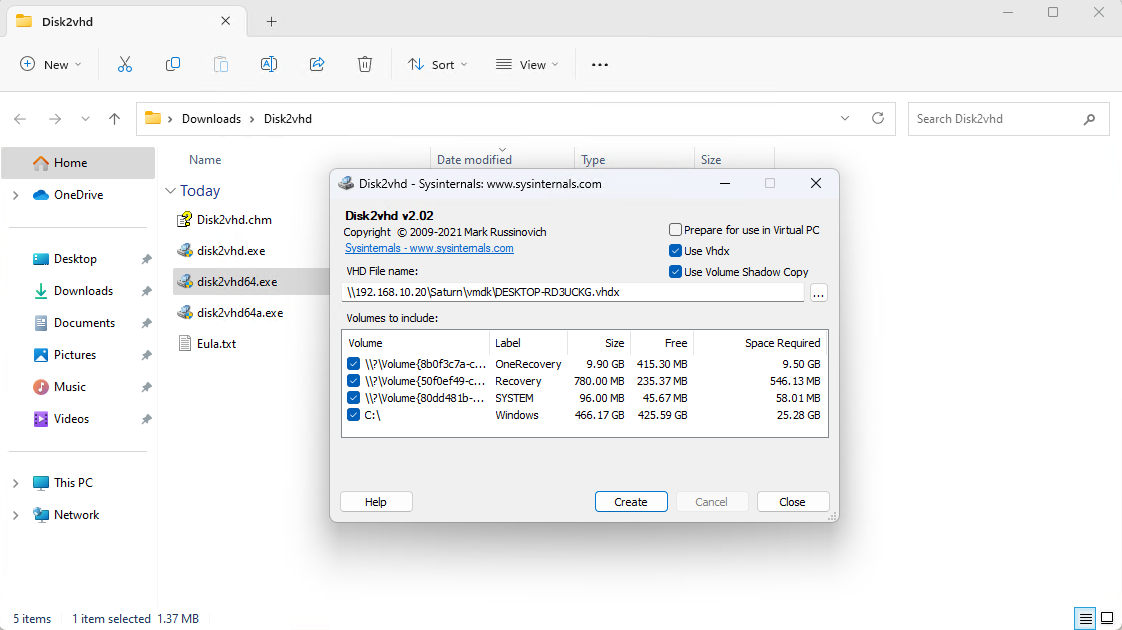 Disk2vhd
New
Sort
View
Downloads
Disk2vhd
Search Disk2vhd
Home
OneDrive
Desktop
Downloads
Documents
Pictures
Music
Videos
This PC
Network
Name Date modified Type Size
Today
Disk2vhd.chm
disk2vhd.exe
disk2vhd64.exe
disk2vhd64a.exe
Eula.txt
Disk2vhd - Sysinternals: www.sysinternals.com
Disk2vhd v2.02
Copyright © 2009-2021 Mark Russinovich
Sysinternals - www.sysinternals.com
Prepare for use in Virtual PC
Use Vhdx
Use Volume Shadow Copy
VHD File name:
\\192.168.10.20\Saturn\vmdk\DESKTOP-RD3UCKG.vhdx
...
Volumes to include:
Volume Label Size Free Space Required
\\?\Volume{8b0f3c7a-c... OneRecovery 9.90 GB 415.30 MB 9.50 GB
\\?\Volume{50f0ef49-c... Recovery 780.00 MB 235.37 MB 546.13 MB
\\?\Volume{80dd481b-... SYSTEM 96.00 MB 45.67 MB 58.01 MB
C:\ Windows 466.17 GB 425.59 GB 25.28 GB
Help Create Cancel Close
5 items 1 item selected 1.37 MB